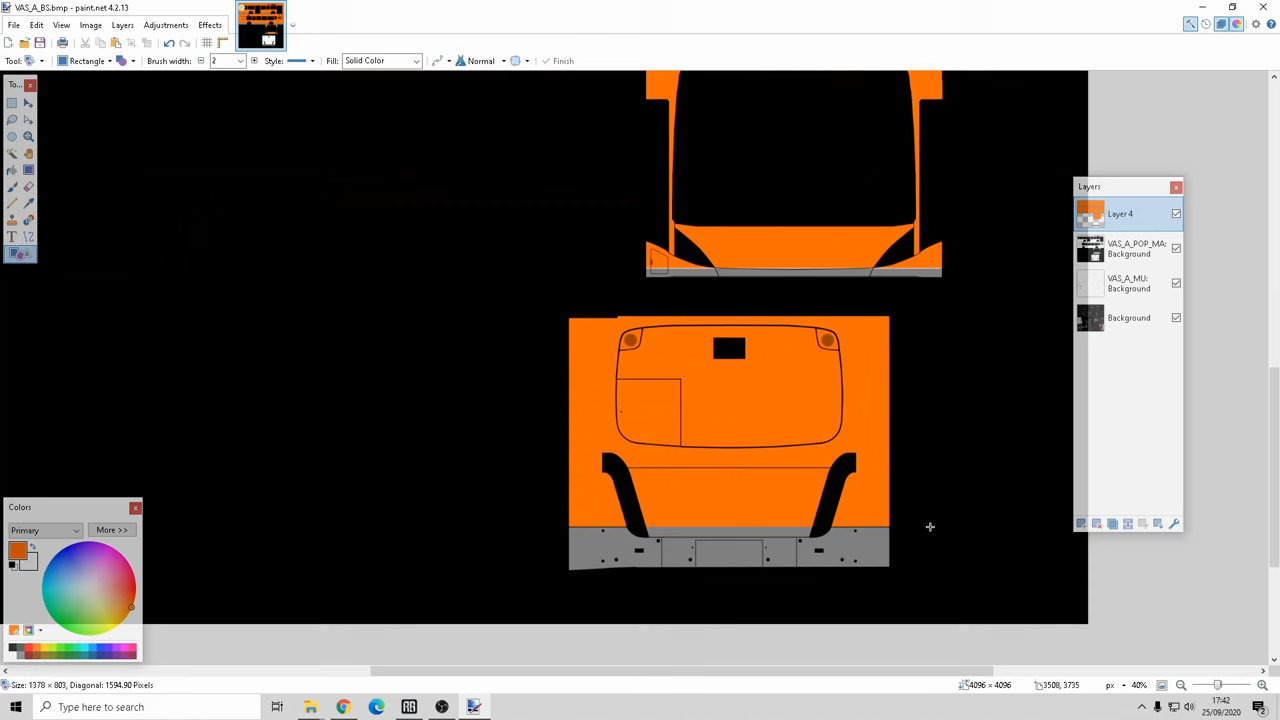 VAS_A_BS.bmp - paint.net 4.2.13
File Edit View Image Layers Adjustments Effects
Tool: Rectangle Brush width: 2 Style: Fill: Solid Color Normal Finish
To...
Layers
Layer 4
VAS_A_POP_MA:
Background
VAS_A_MU:
Background
Background
Colors
Primary More >>
Size: 1378 × 803, Diagonal: 1594.90 Pixels 4096 × 4096 3508, 3735 px 40%
Type here to search
17:42
25/09/2020
2